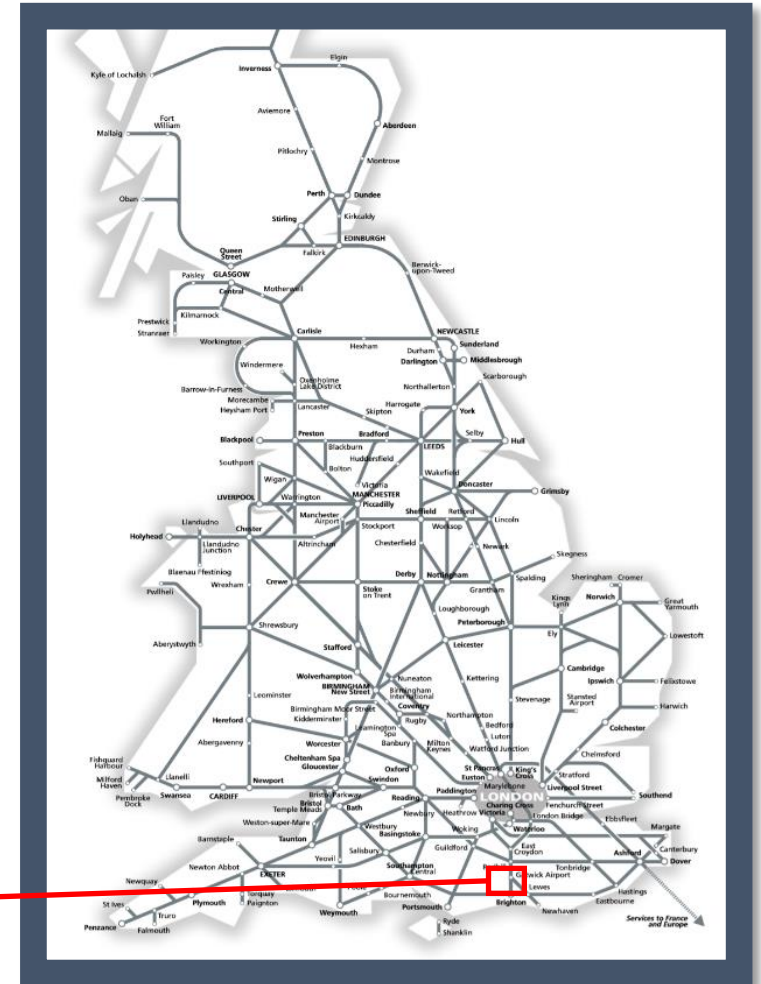 Kyle of Lochalsh
Inverness
Elgin
Aviemore
Aberdeen
Fort
William
Mallaig
Pitlochry
Montrose
Perth
Dundee
Oban
Stirling
Kirkcaldy
EDINBURGH
Falkirk
Queen
Street
GLASGOW
Central
Paisley
Motherwell
Berwick-
upon-Tweed
Prestwick
Stranraer
Kilmarnock
Carlisle
Hexham
NEWCASTLE
Sunderland
Durham
Darlington
Middlesbrough
Workington
Windermere
Oxenholme
Lake District
Northallerton
Scarborough
Barrow-in-Furness
Morecambe
Heysham Port
Lancaster
Skipton
Harrogate
York
Blackpool
Preston
Blackburn
Bradford
LEEDS
Selby
Hull
Southport
Bolton
Huddersfield
Wakefield
Wigan
Victoria
MANCHESTER
Piccadilly
Doncaster
Grimsby
LIVERPOOL
Warrington
Manchester
Airport
Stockport
Sheffield
Retford
Worksop
Lincoln
Holyhead
Llandudno
Llandudno
Junction
Chester
Altrincham
Chesterfield
Newark
Skegness
Blaenau Ffestiniog
Pwllheli
Wrexham
Crewe
Stoke
on Trent
Derby
Nottingham
Grantham
Spalding
Sheringham
Cromer
Kings
Lynn
Norwich
Great
Yarmouth
Aberystwyth
Shrewsbury
Stafford
Loughborough
Peterborough
Leicester
Ely
Lowestoft
Wolverhampton
BIRMINGHAM
New Street
Nuneaton
Birmingham
International
Kettering
Cambridge
Ipswich
Felixstowe
Stansted
Airport
Harwich
Stevenage
Leominster
Birmingham Moor Street
Kidderminster
Coventry
Rugby
Northampton
Bedford
Luton
Colchester
Hereford
Leamington
Spa
Abergavenny
Worcester
Banbury
Milton
Keynes
Watford Junction
Chelmsford
Cheltenham Spa
Gloucester
Oxford
St Pancras
Euston
King's
Cross
Stratford
Fishguard
Harbour
Milford
Haven
Pembroke
Dock
Llanelli
Swansea
CARDIFF
Newport
Swindon
Bristol Parkway
Bristol
Temple Meads
Bath
Reading
Paddington
Marylebone
LONDON
Liverpool Street
Southend
Charing Cross
Fenchurch Street
Heathrow
Victoria
London Bridge
Ebbsfleet
Waterloo
Margate
Weston-super-Mare
Newbury
Westbury
Basingstoke
Woking
East
Croydon
Canterbury
Barnstaple
Taunton
Salisbury
Guildford
Tonbridge
Ashford
Dover
Newton Abbot
Yeovil
Southampton
Central
Gatwick Airport
Newquay
EXETER
Bournemouth
Lewes
Hastings
St Ives
Truro
Plymouth
Torquay
Paignton
Weymouth
Portsmouth
Brighton
Eastbourne
Newhaven
Penzance
Falmouth
Ryde
Shanklin
Services to France
and Europe